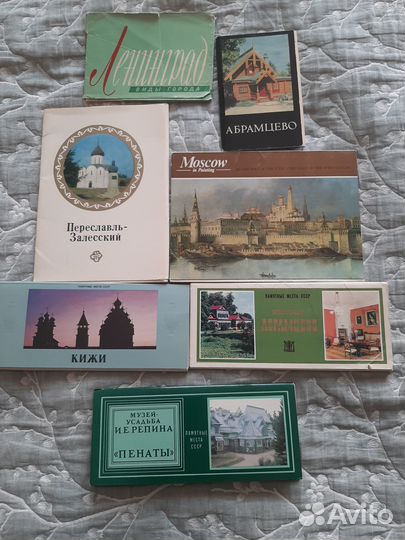 Ленинград
ВИДЫ ГОРОДА
АБРАМЦЕВО
Переславль-
Залесский
Moscow
in Painting
ПАМЯТНЫЕ МЕСТА СССР
КИЖИ
ПАМЯТНЫЕ МЕСТА СССР
МУЗЕЙ-
УСАДЬБА
И.Е.РЕПИНА
«ПЕНАТЫ»
ПАМЯТНЫЕ
МЕСТА
СССР
Avito